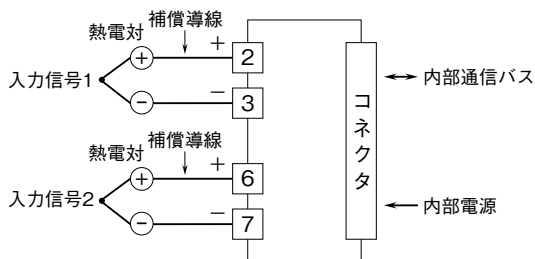 補償導線
熱電対
+ + 2
入力信号1
内部通信バス
− − 3
コネクタ
補償導線
熱電対
+ + 6
入力信号2
内部電源
− − 7